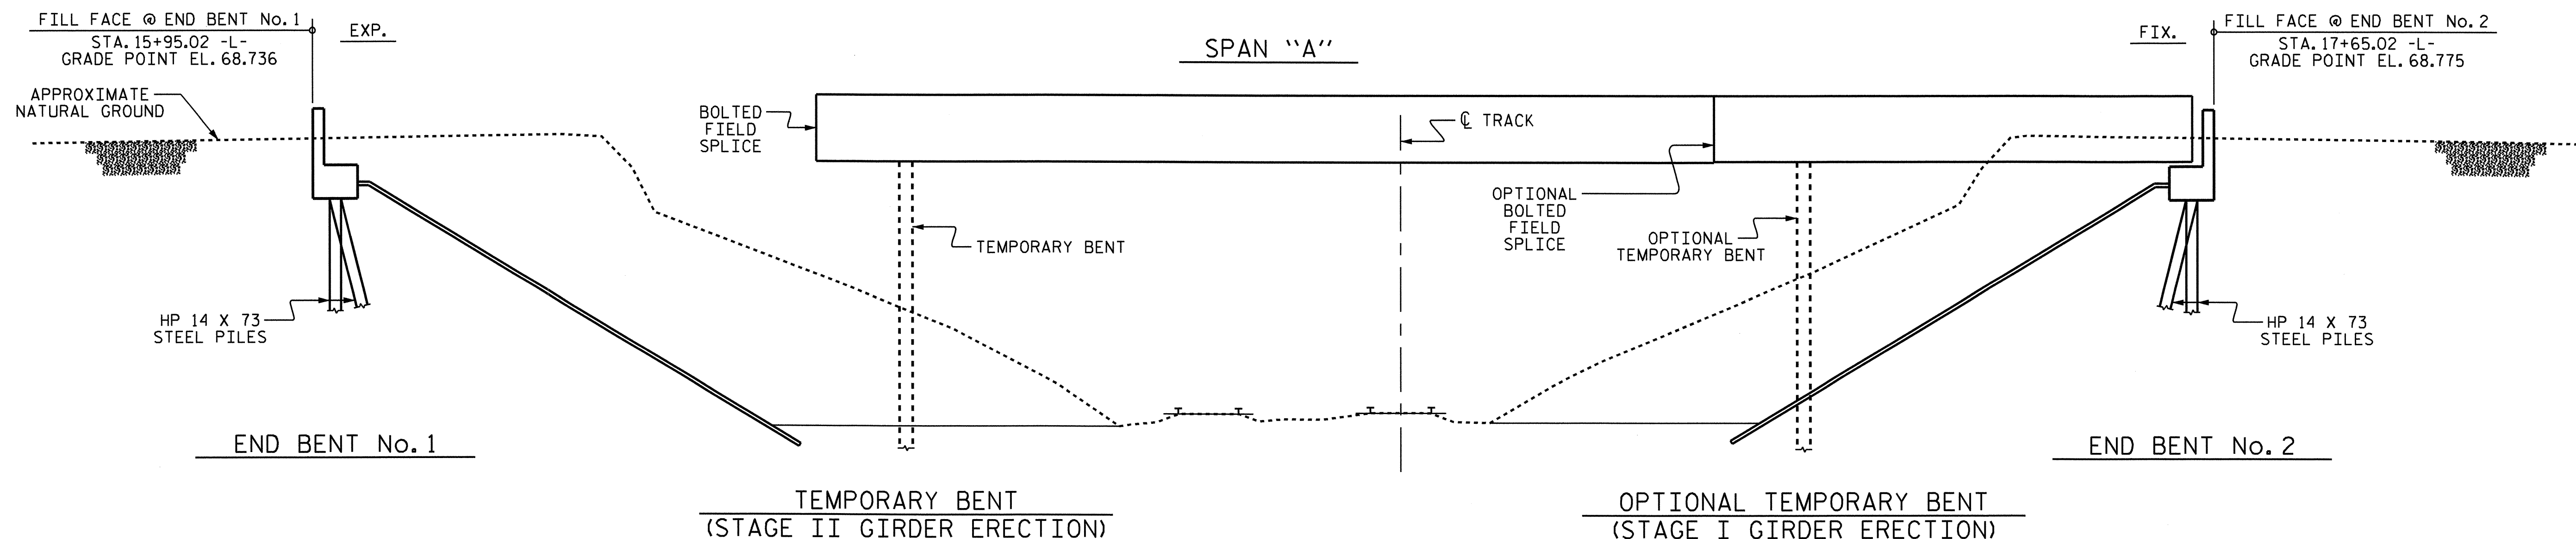 FILL FACE @ END BENT No. 1
STA. 15+95.02 -L-
GRADE POINT EL. 68.736
EXP.
SPAN "A"
FIX.
FILL FACE @ END BENT No. 2
STA. 17+65.02 -L-
GRADE POINT EL. 68.775
APPROXIMATE
NATURAL GROUND
BOLTED
FIELD
SPLICE
℄ TRACK
OPTIONAL
BOLTED
FIELD
SPLICE
TEMPORARY BENT
OPTIONAL
TEMPORARY BENT
HP 14 X 73
STEEL PILES
HP 14 X 73
STEEL PILES
END BENT No. 1
END BENT No. 2
TEMPORARY BENT
(STAGE II GIRDER ERECTION)
OPTIONAL TEMPORARY BENT
(STAGE I GIRDER ERECTION)